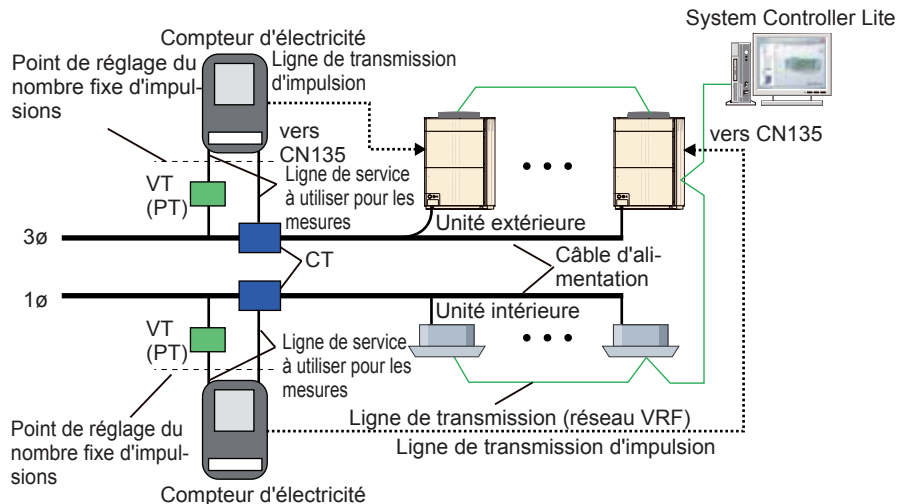 System Controller Lite
Compteur d'électricité
Point de réglage du
nombre fixe d'impul-
sions
Ligne de transmission
d'impulsion
vers
CN135
vers CN135
VT
(PT)
Ligne de service
à utiliser pour les
mesures
Unité extérieure
3ø
CT
Câble d'ali-
mentation
1ø
Unité intérieure
VT
(PT)
Ligne de service
à utiliser pour les
mesures
Ligne de transmission (réseau VRF)
Point de réglage du
nombre fixe d'impul-
sions
Ligne de transmission d'impulsion
Compteur d'électricité